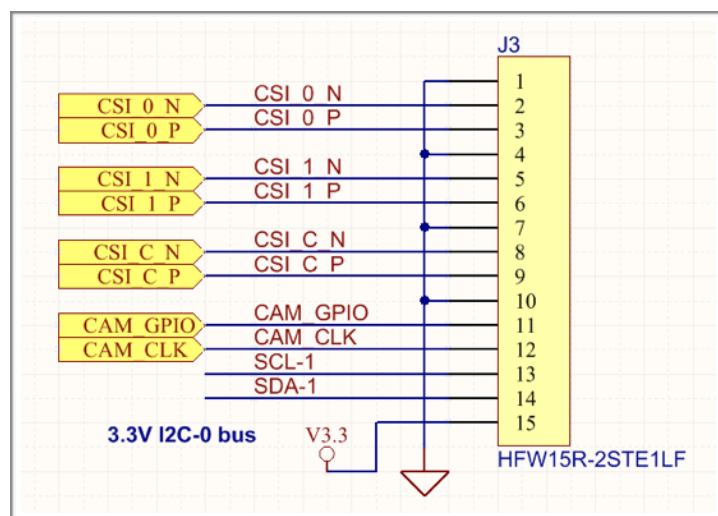 J3
1
CSI_0_N CSI_0_N 2
CSI_0_P CSI_0_P 3
4
CSI_1_N CSI_1_N 5
CSI_1_P CSI_1_P 6
7
CSI_C_N CSI_C_N 8
CSI_C_P CSI_C_P 9
10
CAM_GPIO CAM_GPIO 11
CAM_CLK CAM_CLK 12
SCL-1 13
SDA-1 14
15
3.3V I2C-0 bus V3.3
HFW15R-2STE1LF